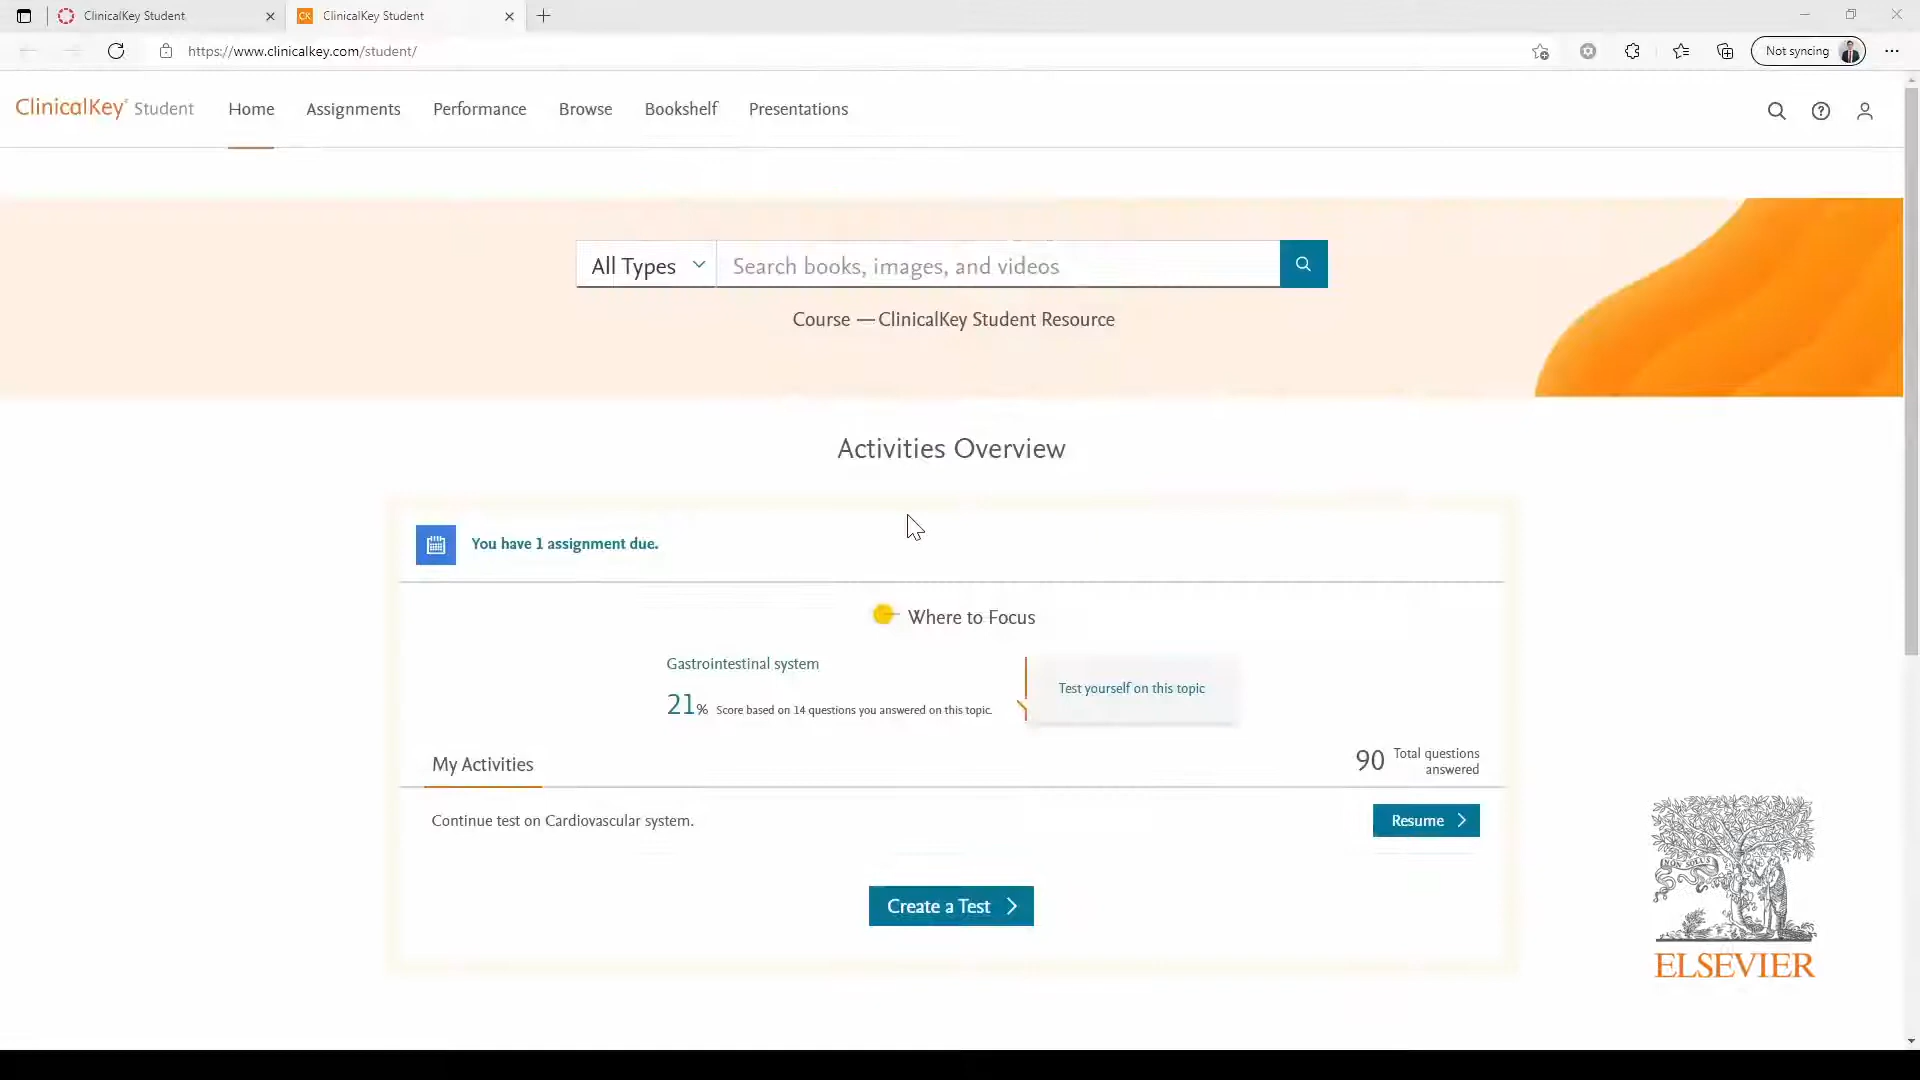 ClinicalKey Student
ClinicalKey Student
https://www.clinicalkey.com/student/
Not syncing
ClinicalKey® Student
Home
Assignments
Performance
Browse
Bookshelf
Presentations
All Types
Search books, images, and videos
Course — ClinicalKey Student Resource
Activities Overview
You have 1 assignment due.
Where to Focus
Gastrointestinal system
21% Score based on 14 questions you answered on this topic.
Test yourself on this topic
My Activities
90 Total questions
answered
Continue test on Cardiovascular system.
Resume
Create a Test
NON SOLUS
ELSEVIER